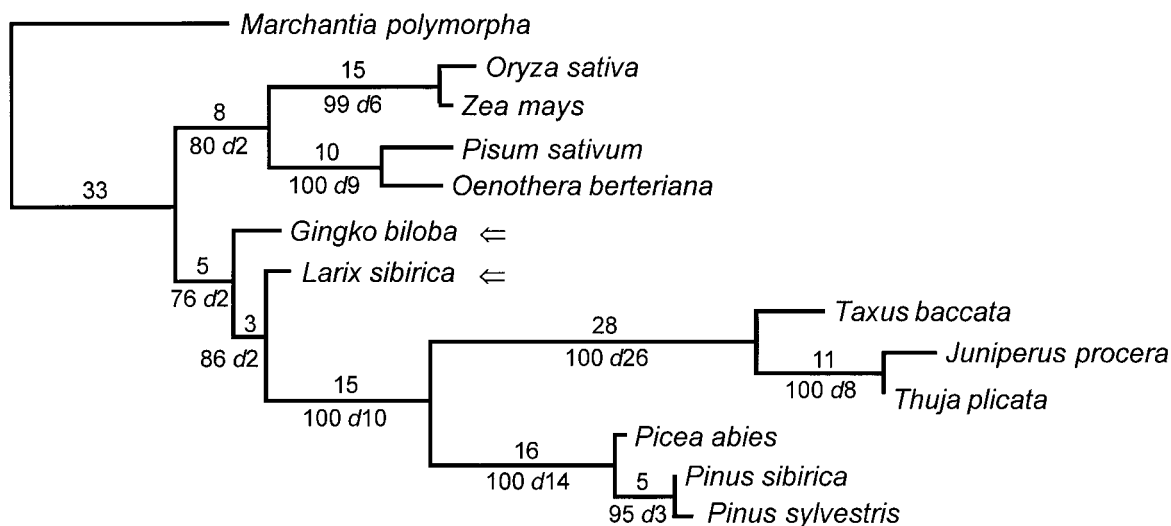 Marchantia polymorpha
15
Oryza sativa
99 d6
Zea mays
8
80 d2
10
Pisum sativum
100 d9
Oenothera berteriana
33
Gingko biloba ⇐
5
Larix sibirica ⇐
76 d2
3
86 d2
28
Taxus baccata
100 d26
11
Juniperus procera
100 d8
Thuja plicata
15
100 d10
16
Picea abies
100 d14
5
Pinus sibirica
95 d3
Pinus sylvestris